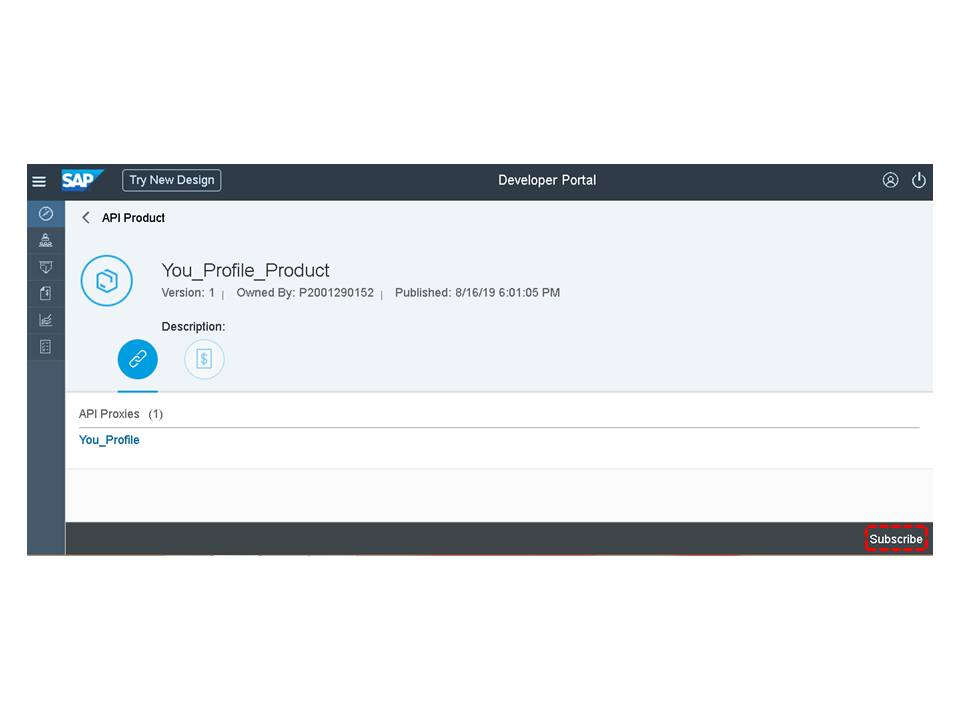 SAP Try New Design Developer Portal
API Product
You_Profile_Product
Version: 1 | Owned By: P2001290152 | Published: 8/16/19 6:01:05 PM
Description:
$
API Proxies (1)
You_Profile
Subscribe